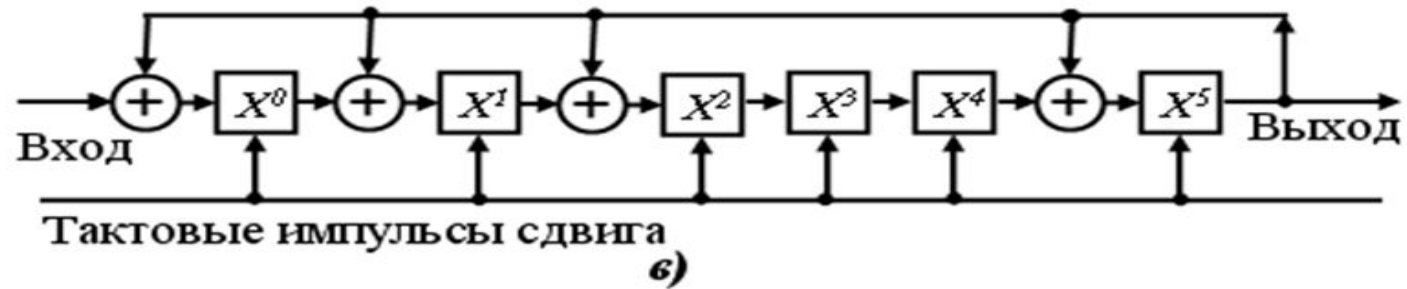 + X⁰ + X¹ + X² X³ X⁴ + X⁵
Вход Выход
Тактовые импульсы сдвига
в)